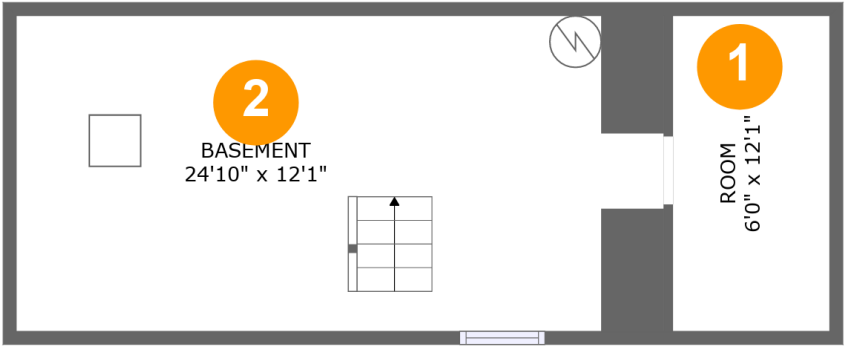 2
BASEMENT
24'10" x 12'1"
1
ROOM
6'0" x 12'1"